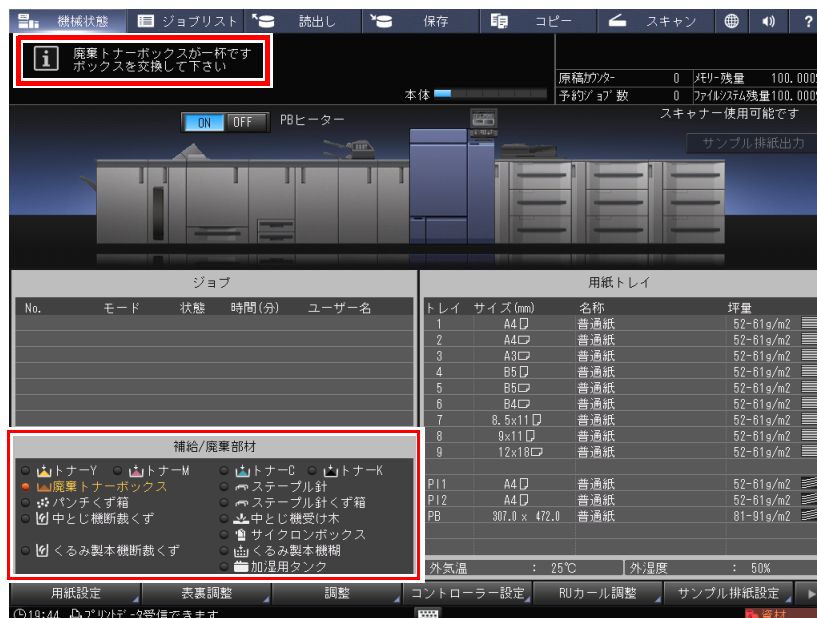 機械状態 ジョブリスト 読出し 保存 コピー スキャン ?
廃棄トナーボックスが一杯です
ボックスを交換して下さい
原稿ｶｳﾝﾀｰ 0 ﾒﾓﾘｰ残量 100.000%
本体 予約ｼﾞｮﾌﾞ数 0 ﾌｧｲﾙｼｽﾃﾑ残量100.000%
ON OFF PBヒーター スキャナー使用可能です
サンプル排紙出力
ジョブ
No. モード 状態 時間(分) ユーザー名
用紙トレイ
トレイ サイズ(mm) 名称 坪量
1 A4 普通紙 52-61g/m2
2 A4 普通紙 52-61g/m2
3 A3 普通紙 52-61g/m2
4 B5 普通紙 52-61g/m2
5 B5 普通紙 52-61g/m2
6 B4 普通紙 52-61g/m2
7 8.5x11 普通紙 52-61g/m2
8 9x11 普通紙 52-61g/m2
9 12x18 普通紙 52-61g/m2
PI1 A4 普通紙 52-61g/m2
PI2 A4 普通紙 52-61g/m2
PB 307.0 x 472.0 普通紙 81-91g/m2
補給/廃棄部材
トナーY トナーM トナーC トナーK
廃棄トナーボックス ステープル針
パンチくず箱 ステープル針くず箱
中とじ機断裁くず 中とじ機受け木
サイクロンボックス
くるみ製本機断裁くず くるみ製本機糊
加湿用タンク
外気温 : 25℃ 外湿度 : 50%
用紙設定 表裏調整 調整 コントローラー設定 RUカール調整 サンプル排紙設定
19:44 ﾌﾟﾘﾝﾄﾃﾞｰﾀ受信できます 資材